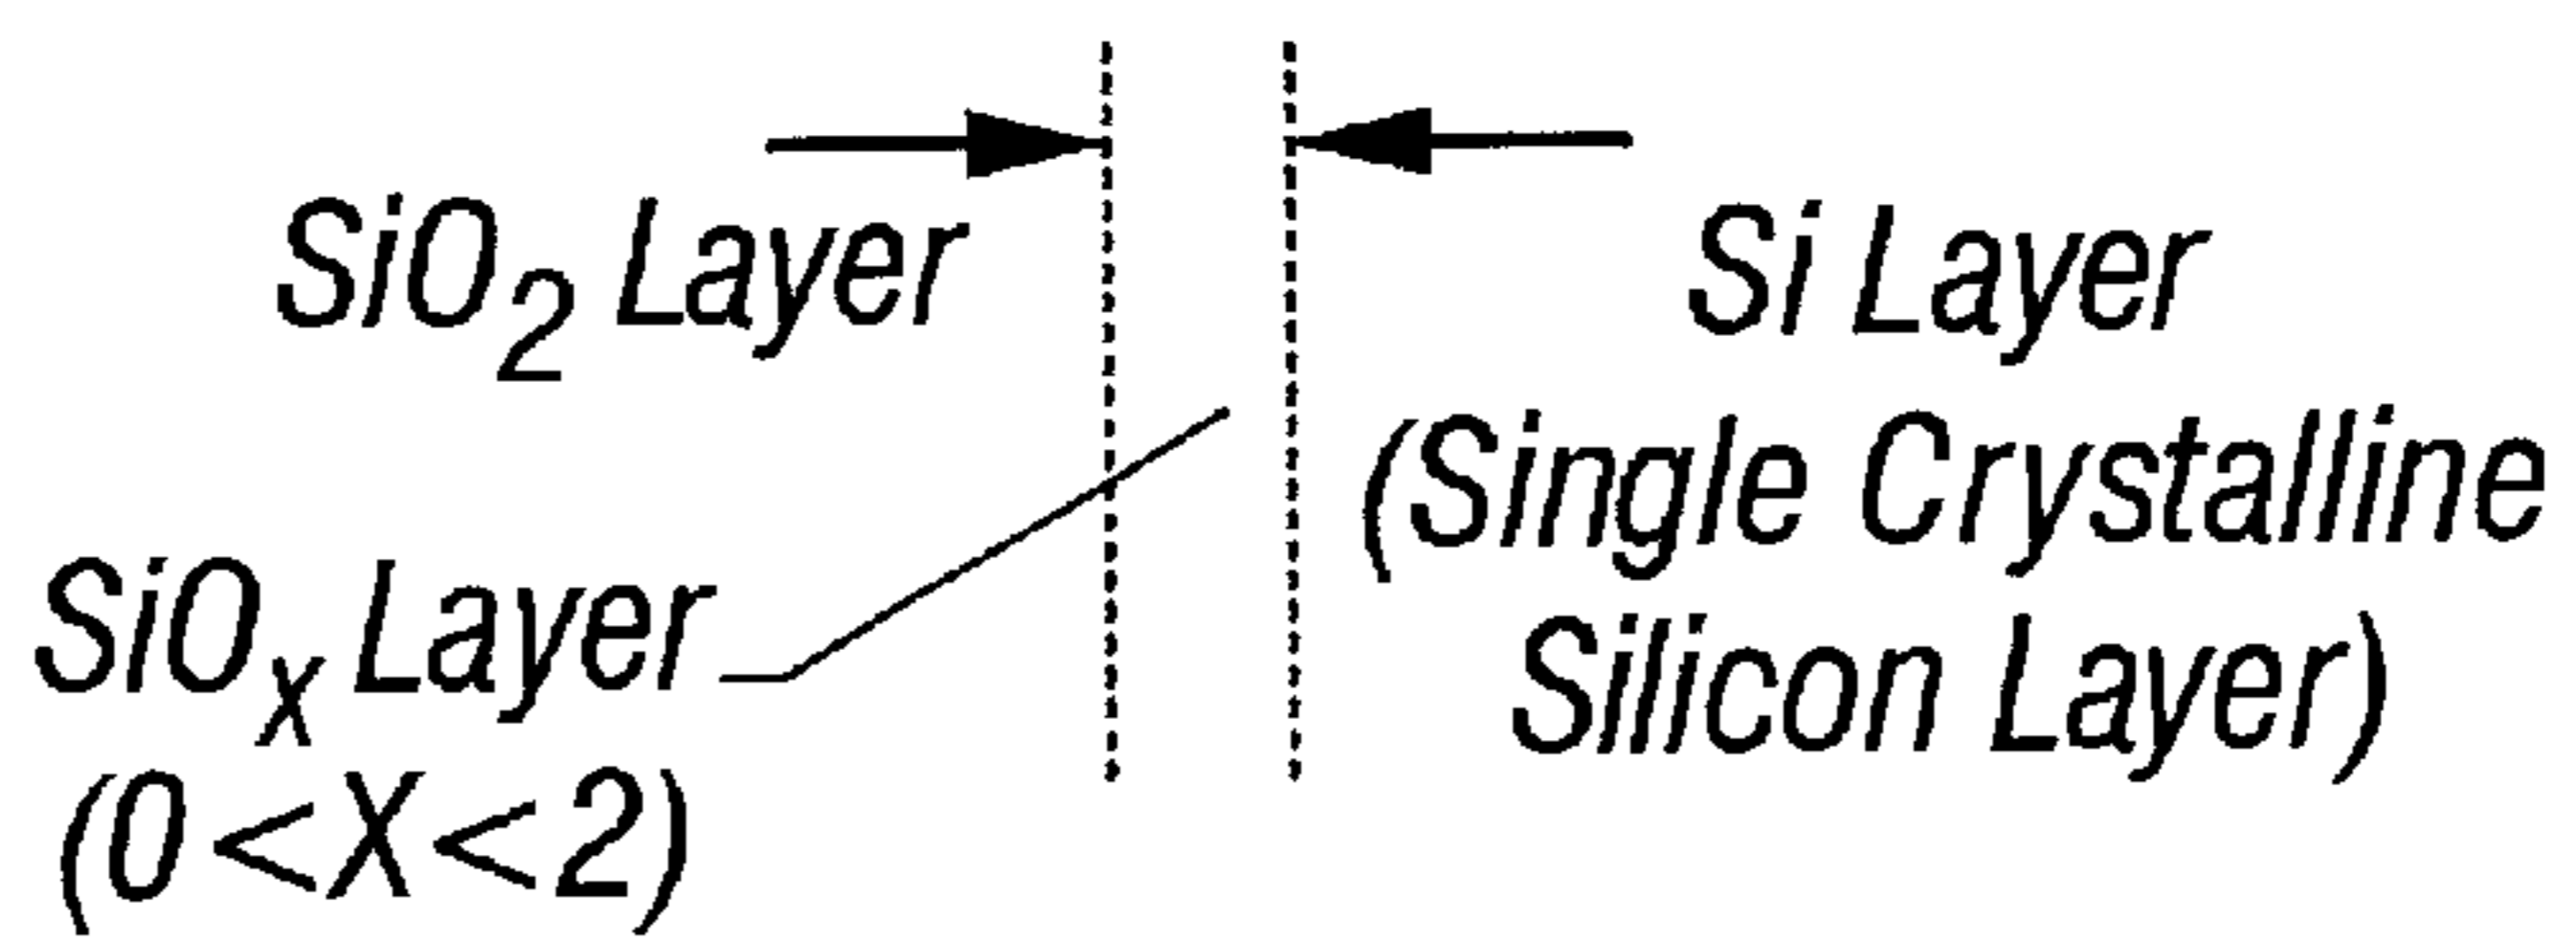 SiO₂ Layer
Si Layer
(Single Crystalline
Silicon Layer)
SiOₓ Layer
(0<X<2)